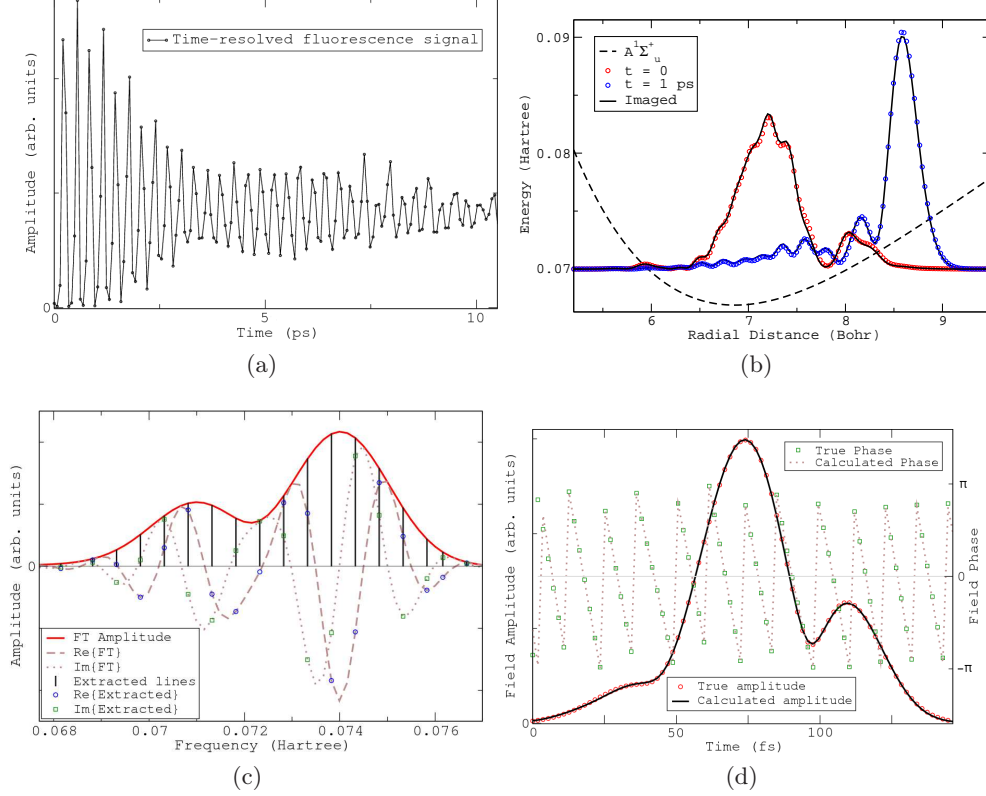 Time-resolved fluorescence signal
Amplitude (arb. units)
0
0 5 10
Time (ps)
(a)
A¹Σ⁺ᵤ
t = 0
t = 1 ps
Imaged
Energy (Hartree)
0.09
0.08
0.07
6 7 8 9
Radial Distance (Bohr)
(b)
FT Amplitude
Re{FT}
Im{FT}
Extracted lines
Re{Extracted}
Im{Extracted}
Amplitude (arb. units)
0
0.068 0.07 0.072 0.074 0.076
Frequency (Hartree)
(c)
True Phase
Calculated Phase
True amplitude
Calculated amplitude
Field Amplitude (arb. units)
0
π
0
-π
Field Phase
0 50 100
Time (fs)
(d)